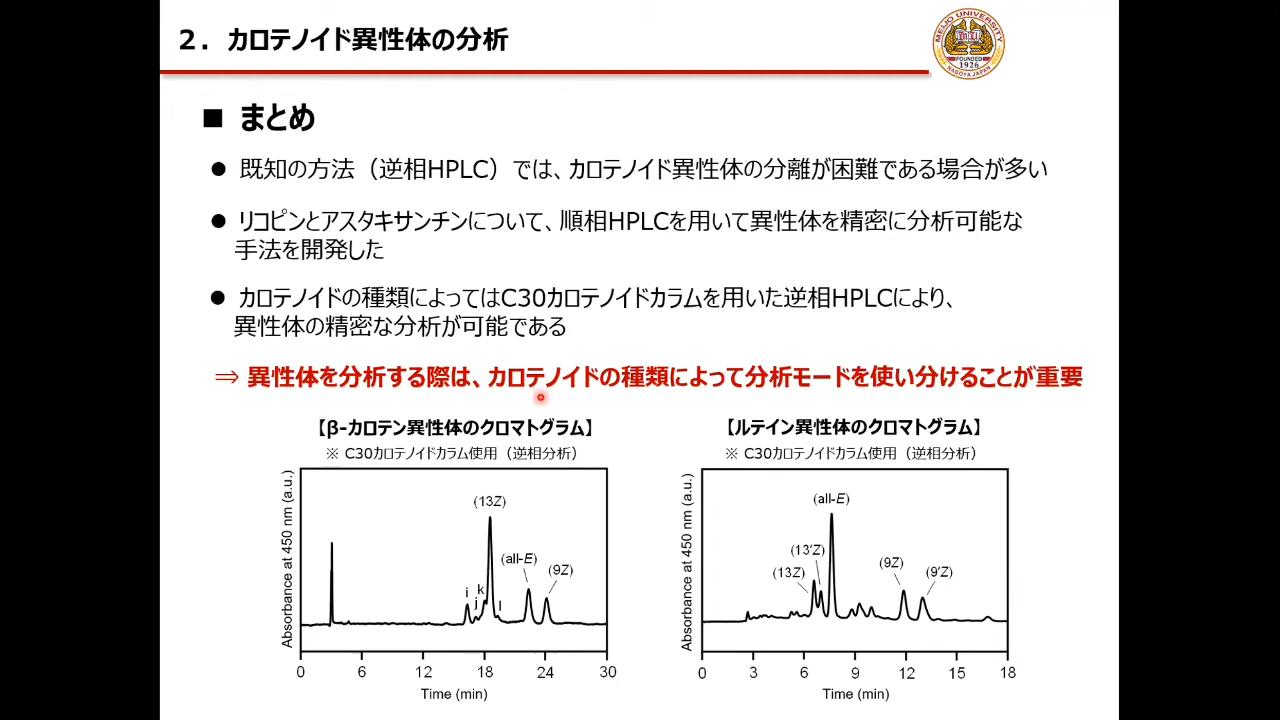 ２．カロテノイド異性体の分析
MEIJO UNIVERSITY
FOUNDED
1926
NAGOYA JAPAN
■ まとめ
● 既知の方法（逆相HPLC）では、カロテノイド異性体の分離が困難である場合が多い
● リコピンとアスタキサンチンについて、順相HPLCを用いて異性体を精密に分析可能な
手法を開発した
● カロテノイドの種類によってはC30カロテノイドカラムを用いた逆相HPLCにより、
異性体の精密な分析が可能である
⇒ 異性体を分析する際は、カロテノイドの種類によって分析モードを使い分けることが重要
【β-カロテン異性体のクロマトグラム】
※ C30カロテノイドカラム使用（逆相分析）
Absorbance at 450 nm (a.u.)
(13Z)
(all-E)
(9Z)
i
j
k
l
0 6 12 18 24 30
Time (min)
【ルテイン異性体のクロマトグラム】
※ C30カロテノイドカラム使用（逆相分析）
Absorbance at 450 nm (a.u.)
(all-E)
(13′Z)
(13Z)
(9Z)
(9′Z)
0 3 6 9 12 15 18
Time (min)